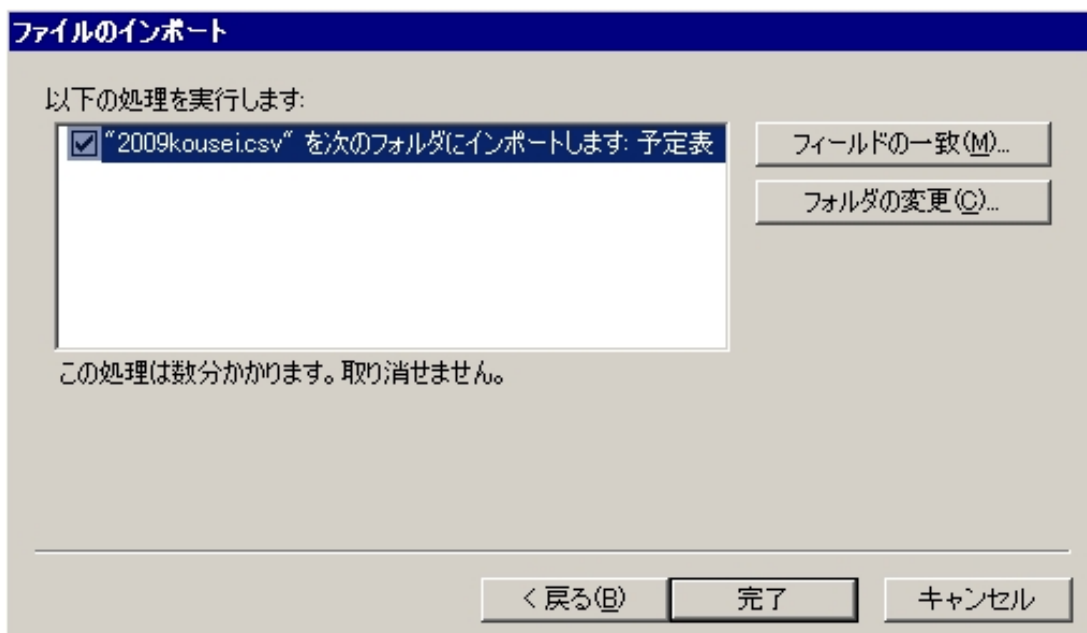 ファイルのインポート
以下の処理を実行します:
"2009kousei.csv" を次のフォルダにインポートします: 予定表
フィールドの一致(M)...
フォルダの変更(C)...
この処理は数分かかります。取り消せません。
< 戻る(B)
完了
キャンセル